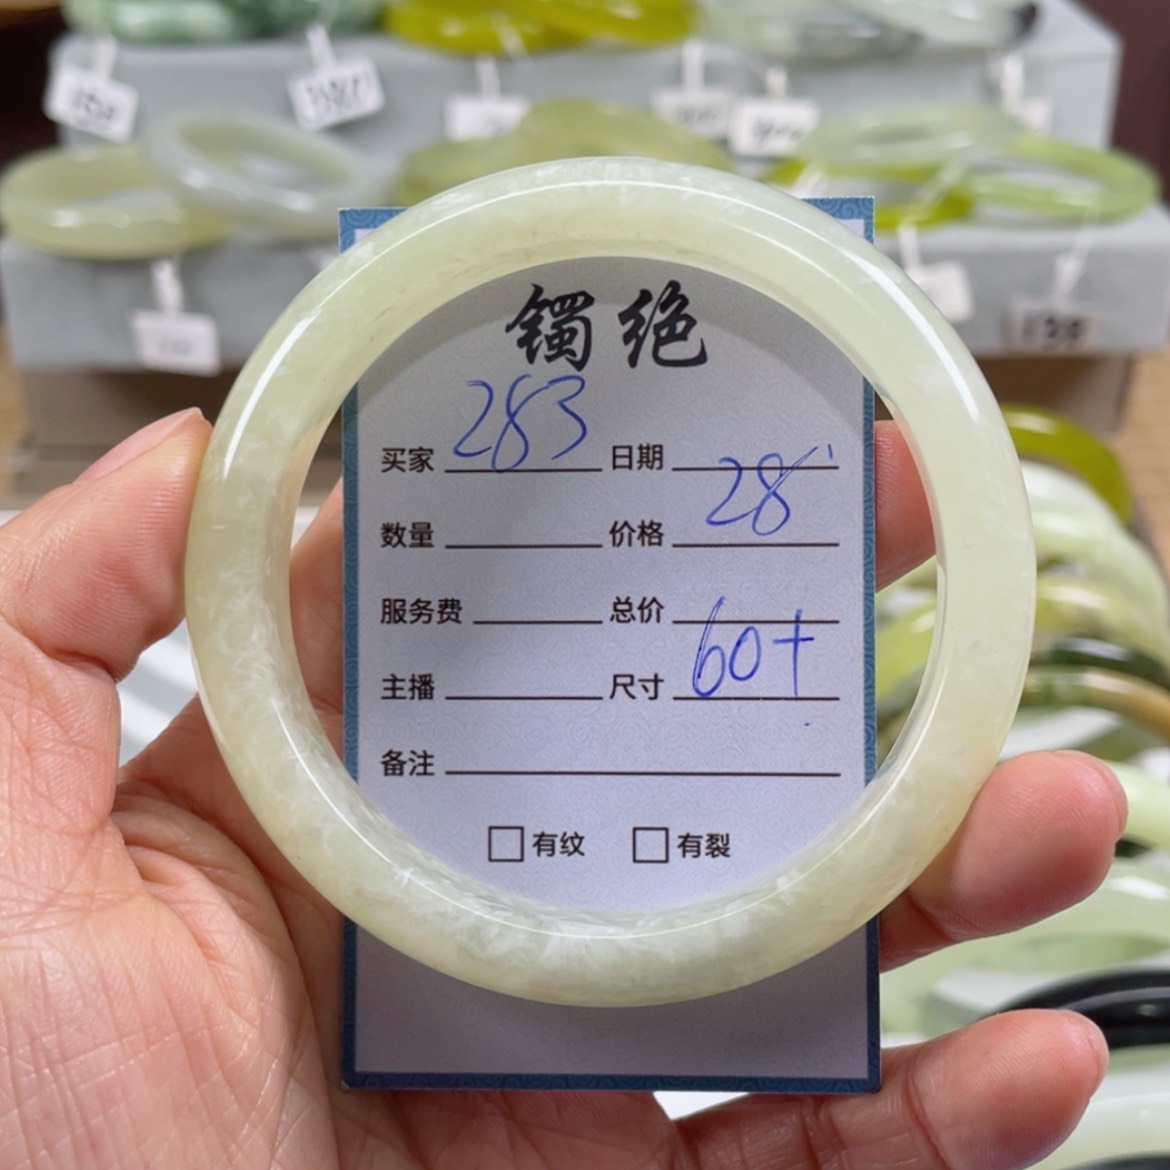 镯绝
买家 283 日期
数量 价格 28
服务费 总价
主播 尺寸 60+
备注
□有纹 □有裂
158